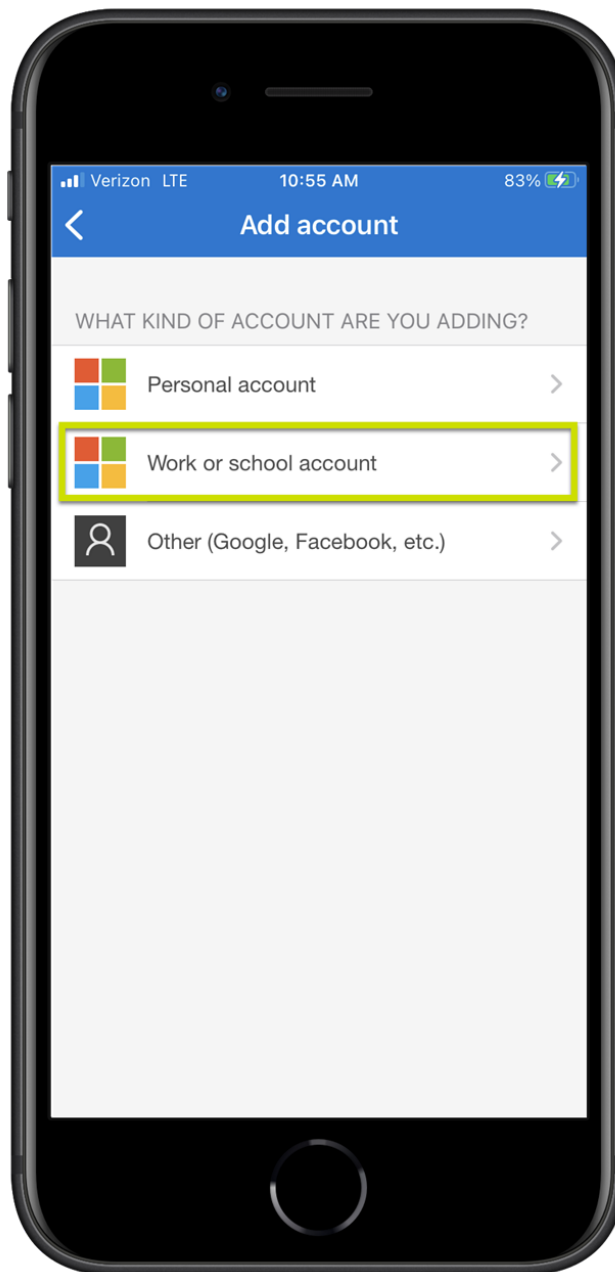 Verizon LTE 10:55 AM 83%
Add account
WHAT KIND OF ACCOUNT ARE YOU ADDING?
Personal account
Work or school account
Other (Google, Facebook, etc.)